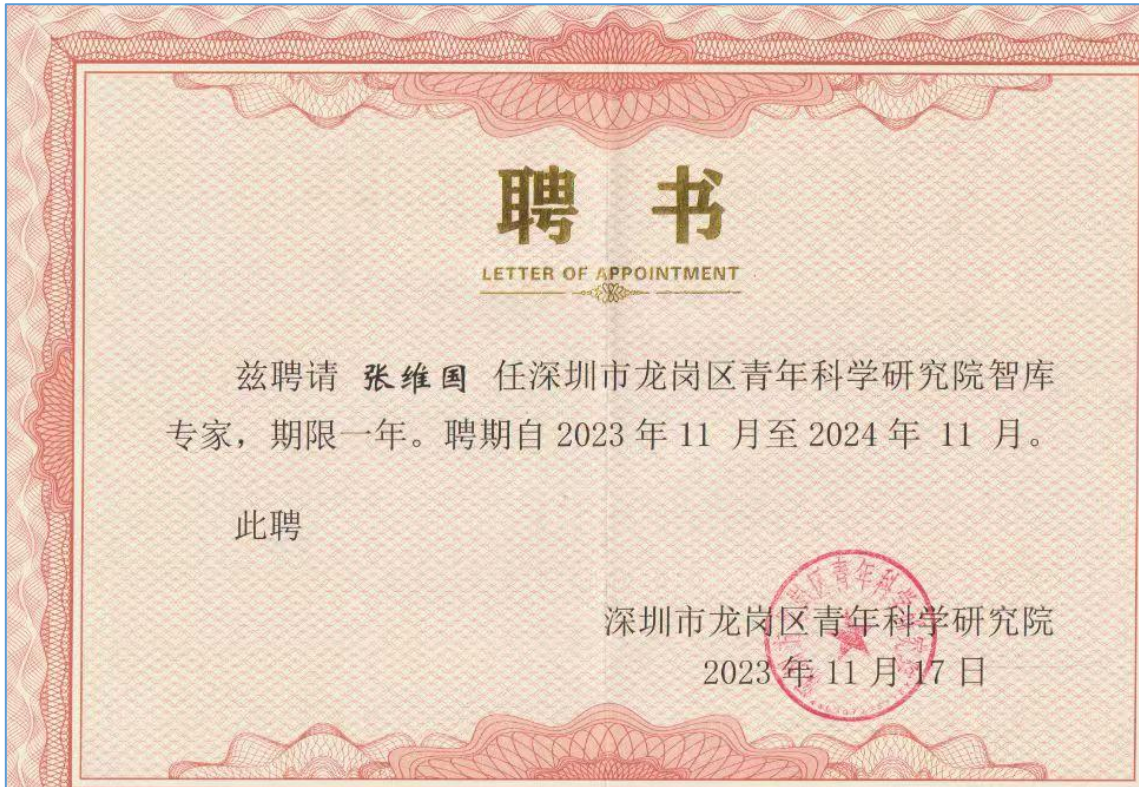 聘 书
LETTER OF APPOINTMENT
兹聘请 张维国 任深圳市龙岗区青年科学研究院智库
专家，期限一年。聘期自 2023 年 11 月至 2024 年 11 月。
此聘
深圳市龙岗区青年科学研究院
2023 年 11 月 17 日